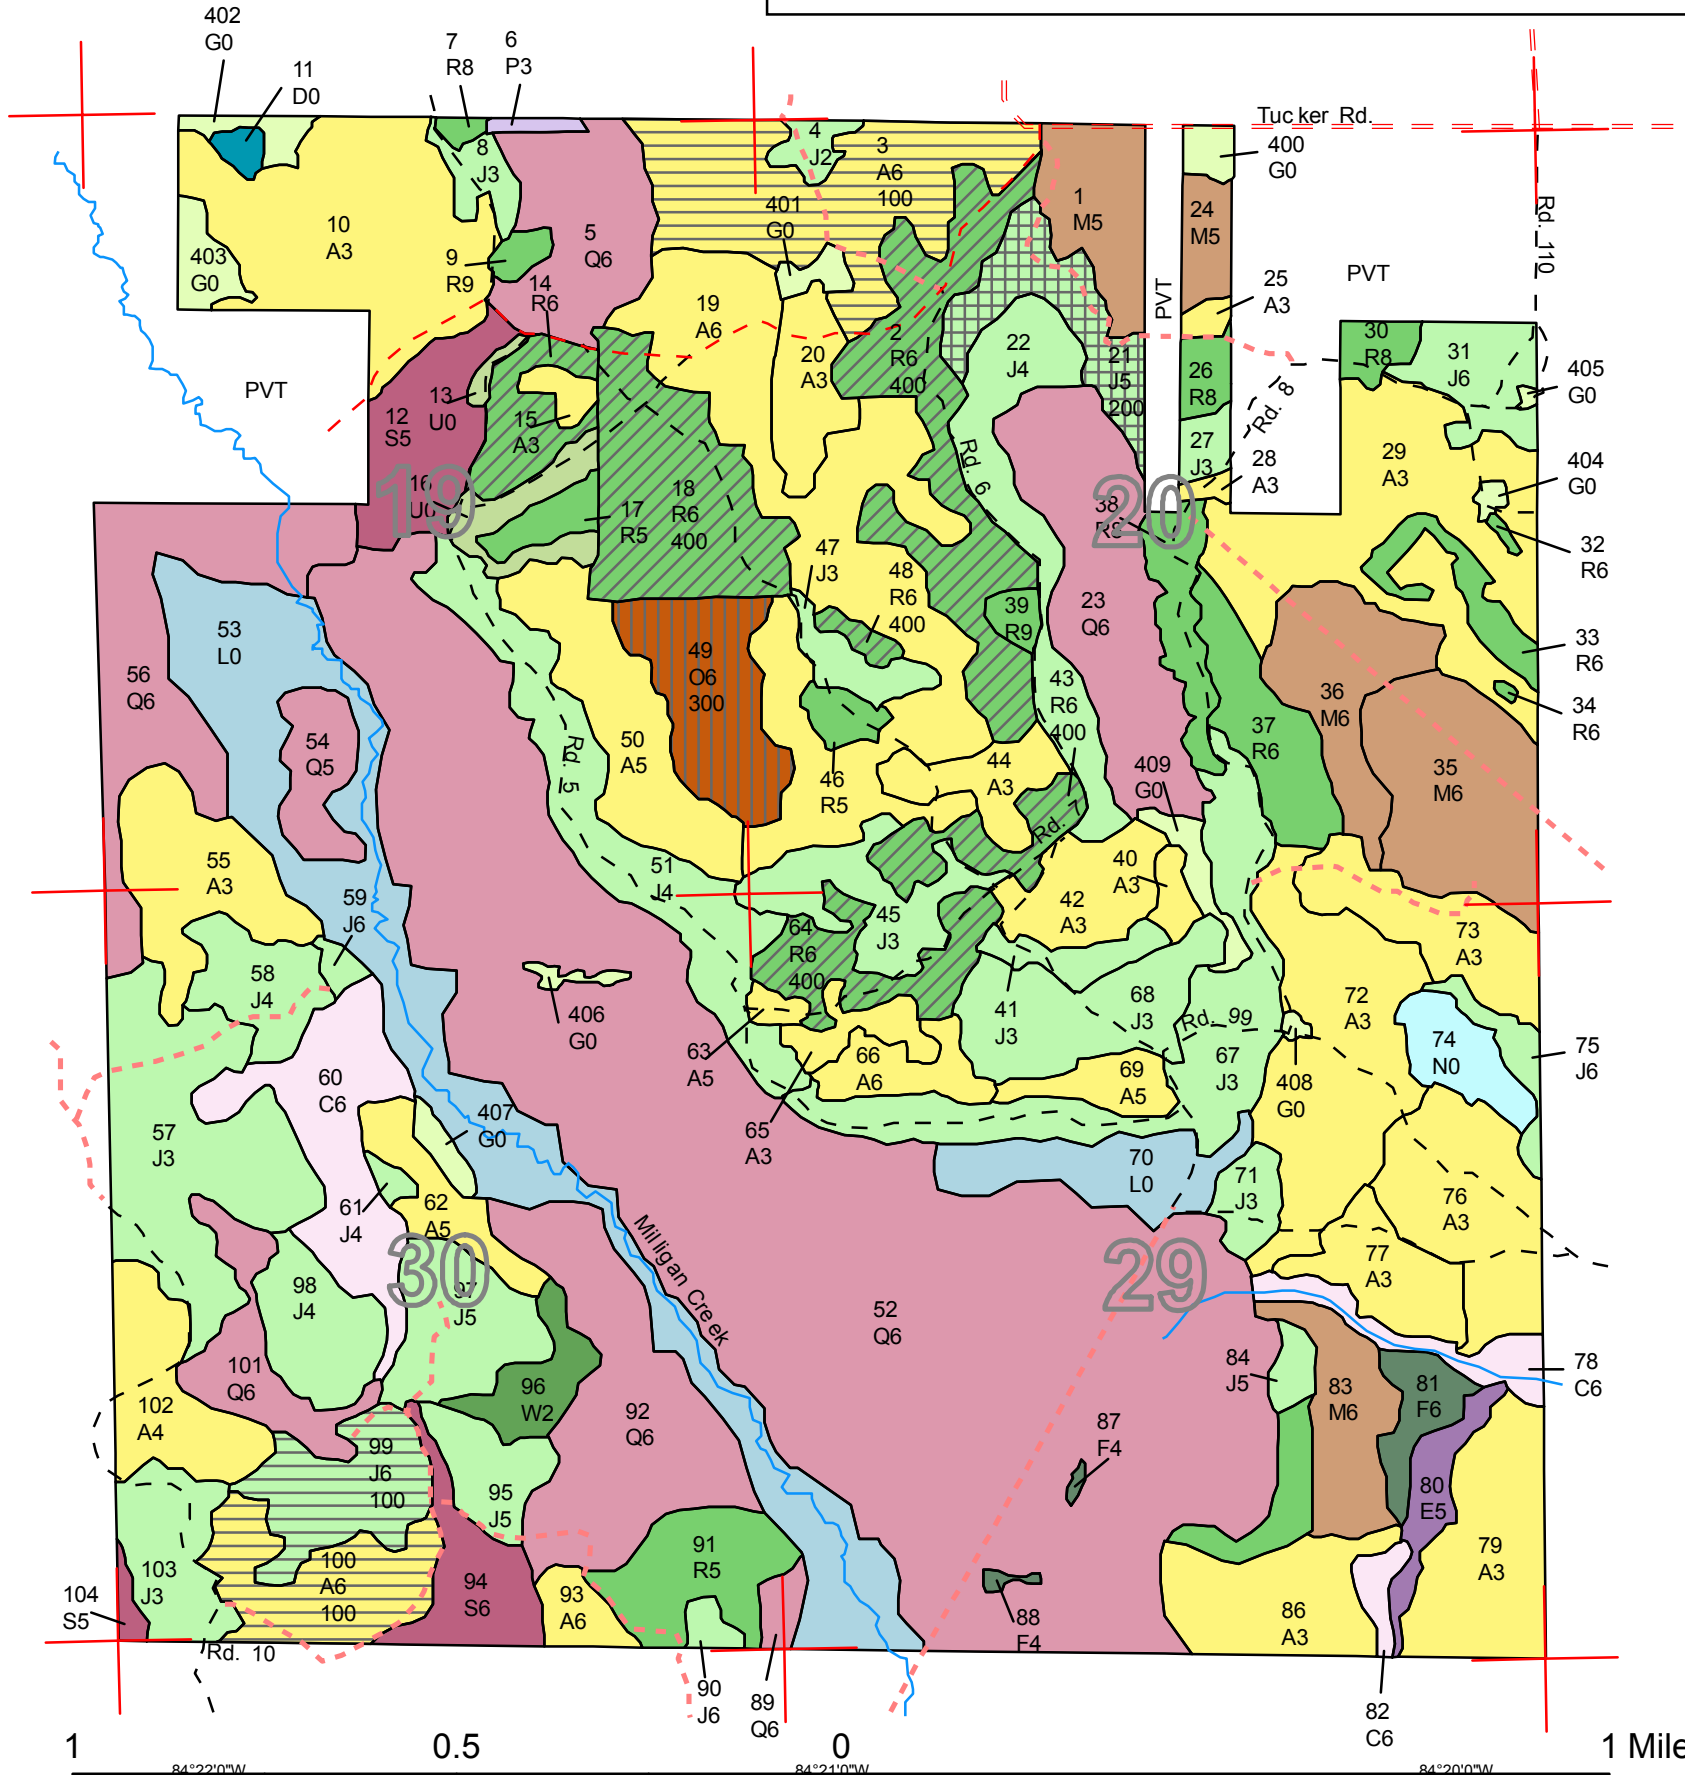 402
G0
11
D0
7
R8
6
P3
Tucker Rd.
400
G0
4
J2
3
A6
100
8
J3
401
G0
10
A3
403
G0
5
Q6
9
R9
14
R6
1
M5
24
M5
25
A3
PVT
PVT
Rd. 110
19
A6
20
A3
2
R6
400
22
J4
21
J5
200
26
R8
30
R8
31
J6
405
G0
PVT
12
S5
13
U0
15
A3
Rd. 8
27
J3
28
A3
29
A3
404
G0
Rd. 6
16
U0
19
17
R5
18
R6
400
38
R8
20
32
R6
47
J3
48
R6
400
39
R9
23
Q6
53
L0
33
R6
56
Q6
49
O6
300
43
R6
400
36
M6
34
R6
54
Q5
Rd. 5
50
A5
46
R5
44
A3
409
G0
37
R6
35
M6
Rd. 7
55
A3
51
J4
40
A3
42
A3
59
J6
45
J3
64
R6
400
73
A3
58
J4
406
G0
41
J3
68
J3
Rd. 99
72
A3
74
N0
75
J6
63
A5
66
A6
69
A5
67
J3
408
G0
60
C6
407
G0
57
J3
65
A3
70
L0
71
J3
76
A3
61
J4
62
A5
Milligan Creek
30
29
77
A3
98
J4
97
J5
52
Q6
101
Q6
96
W2
84
J5
83
M6
81
F6
78
C6
102
A4
92
Q6
87
F4
99
J6
100
95
J5
80
E5
91
R5
79
A3
103
J3
100
A6
100
104
S5
94
S6
93
A6
88
F4
86
A3
Rd. 10
90
J6
89
Q6
82
C6
1 0.5 0 1 Mile
84°22'0"W 84°21'0"W 84°20'0"W